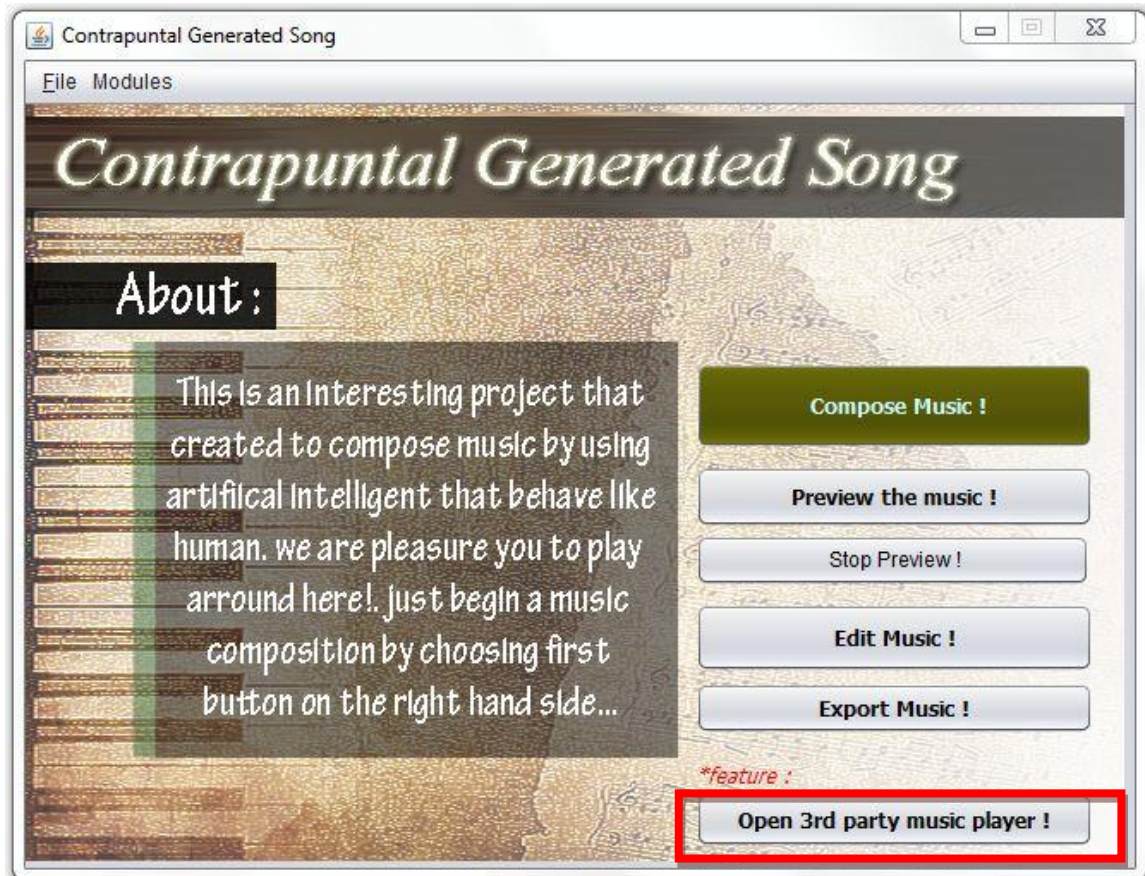 Contrapuntal Generated Song
File Modules
Contrapuntal Generated Song
About :
This is an interesting project that
created to compose music by using
artifiical intelligent that behave like
human. we are pleasure you to play
arround here!. just begin a music
composition by choosing first
button on the right hand side...
Compose Music !
Preview the music !
Stop Preview !
Edit Music !
Export Music !
*feature :
Open 3rd party music player !